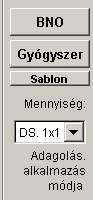 BNO
Gyógyszer
Sablon
Mennyiség:
DS. 1x1
Adagolás.
alkalmazás
módja